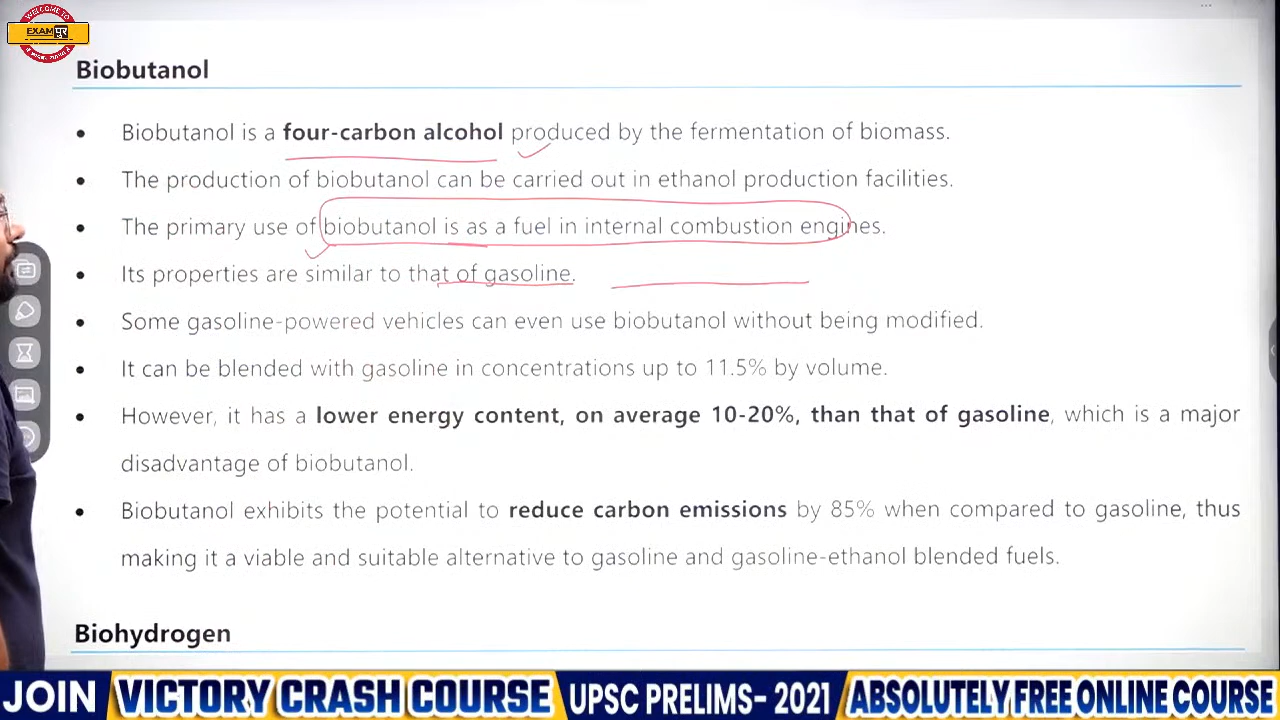 WELCOME TO
EXAM पुर
Biobutanol
• Biobutanol is a four-carbon alcohol produced by the fermentation of biomass.
• The production of biobutanol can be carried out in ethanol production facilities.
• The primary use of biobutanol is as a fuel in internal combustion engines.
• Its properties are similar to that of gasoline.
• Some gasoline-powered vehicles can even use biobutanol without being modified.
• It can be blended with gasoline in concentrations up to 11.5% by volume.
• However, it has a lower energy content, on average 10-20%, than that of gasoline, which is a major
disadvantage of biobutanol.
• Biobutanol exhibits the potential to reduce carbon emissions by 85% when compared to gasoline, thus
making it a viable and suitable alternative to gasoline and gasoline-ethanol blended fuels.
Biohydrogen
JOIN VICTORY CRASH COURSE UPSC PRELIMS- 2021 ABSOLUTELY FREE ONLINE COURSE